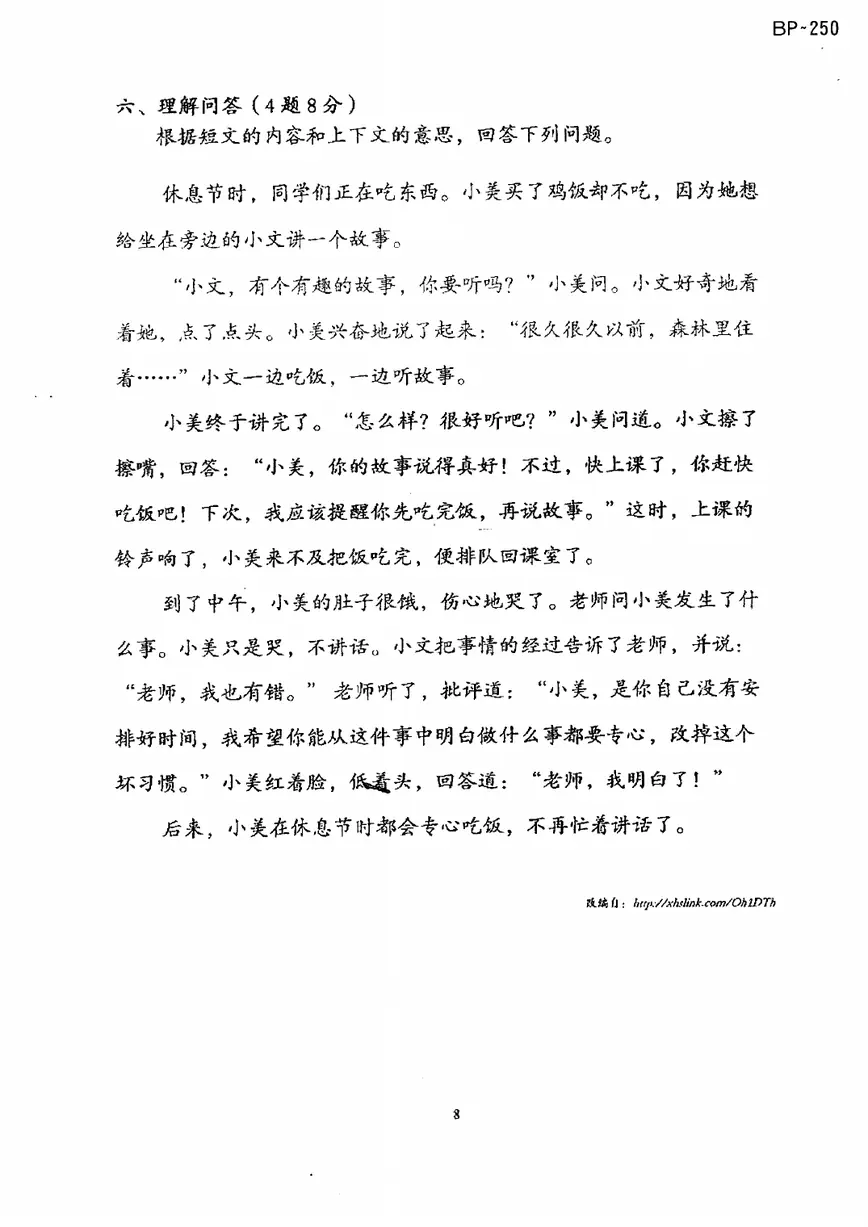 BP-250
六、理解问答（4题8分）
根据短文的内容和上下文的意思，回答下列问题。
休息节时，同学们正在吃东西。小美买了鸡饭却不吃，因为她想
给坐在旁边的小文讲一个故事。
“小文，有个有趣的故事，你要听吗？”小美问。小文好奇地看
着她，点了点头。小美兴奋地说了起来：“很久很久以前，森林里住
着……”小文一边吃饭，一边听故事。
小美终于讲完了。“怎么样？很好听吧？”小美问道。小文擦了
擦嘴，回答：“小美，你的故事说得真好！不过，快上课了，你赶快
吃饭吧！下次，我应该提醒你先吃完饭，再说故事。”这时，上课的
铃声响了，小美来不及把饭吃完，便排队回课室了。
到了中午，小美的肚子很饿，伤心地哭了。老师问小美发生了什
么事。小美只是哭，不讲话。小文把事情的经过告诉了老师，并说：
“老师，我也有错。”老师听了，批评道：“小美，是你自己没有安
排好时间，我希望你能从这件事中明白做什么事都要专心，改掉这个
坏习惯。”小美红着脸，低着头，回答道：“老师，我明白了！”
后来，小美在休息节时都会专心吃饭，不再忙着讲话了。
改编自：http://xhslink.com/Oh1DTh
8